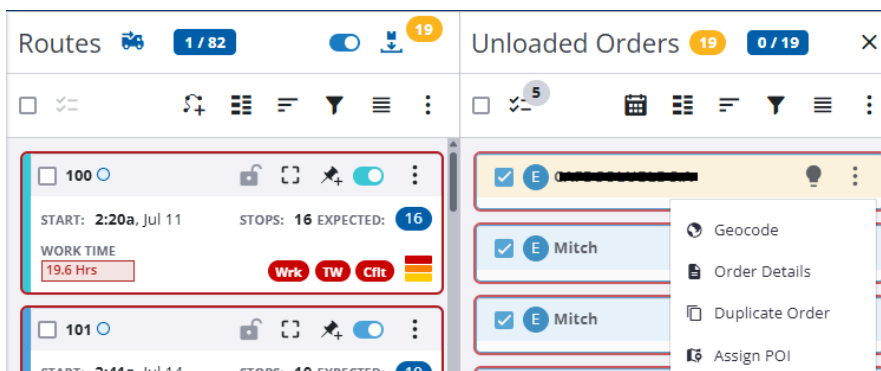 Routes 1 / 82 19
Unloaded Orders 19 0 / 19
5
100
START: 2:20a, Jul 11 STOPS: 16 EXPECTED: 16
WORK TIME
19.6 Hrs Wrk TW Cflt
101
E
E Mitch
E Mitch
Geocode
Order Details
Duplicate Order
Assign POI